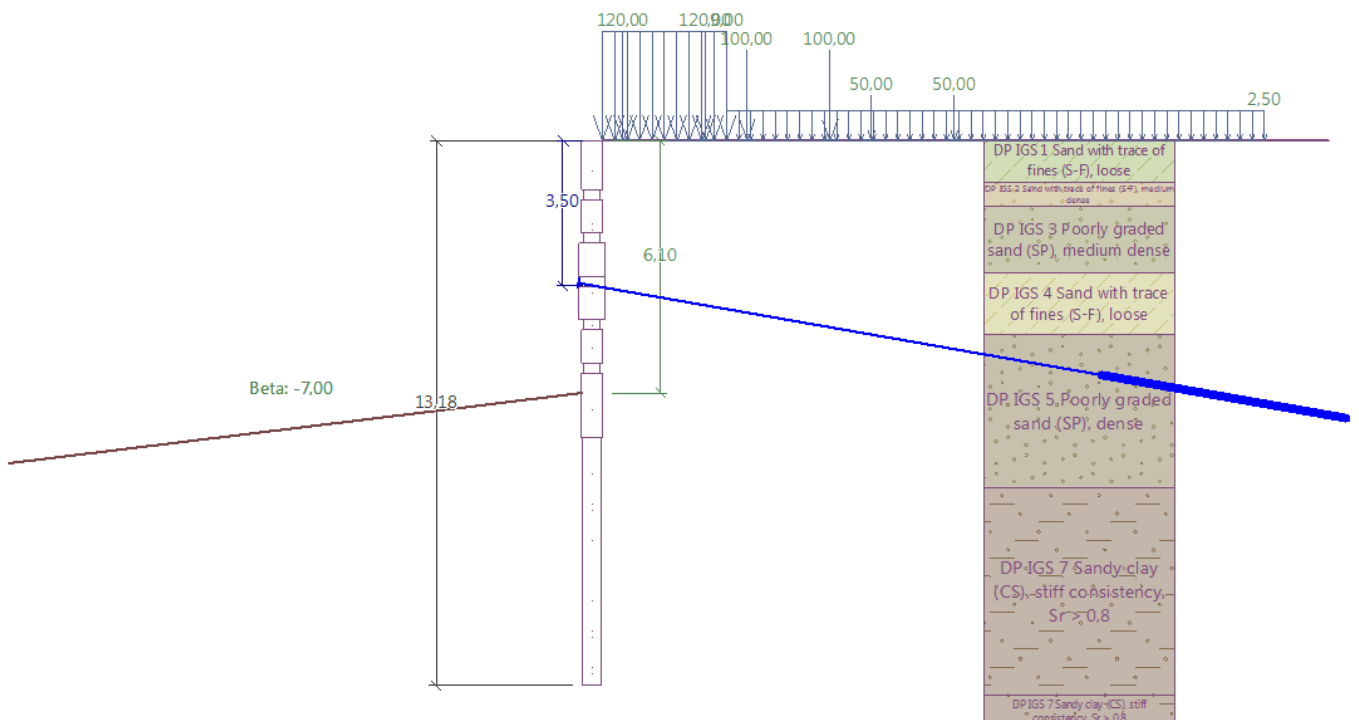 120,00
120,00
9,00
100,00
100,00
50,00
50,00
2,50
DP IGS 1 Sand with trace of
fines (S-F), loose
DP IGS 2 Sand with trace of fines (S-F), medium
dense
3,50
DP IGS 3 Poorly graded
sand (SP), medium dense
6,10
DP IGS 4 Sand with trace
of fines (S-F), loose
Beta: -7,00
13,18
DP IGS 5 Poorly graded
sand (SP), dense
DP IGS 7 Sandy clay
(CS), stiff consistency,
Sr > 0,8
DP IGS 7 Sandy clay (CS), stiff
consistency, Sr > 0,8